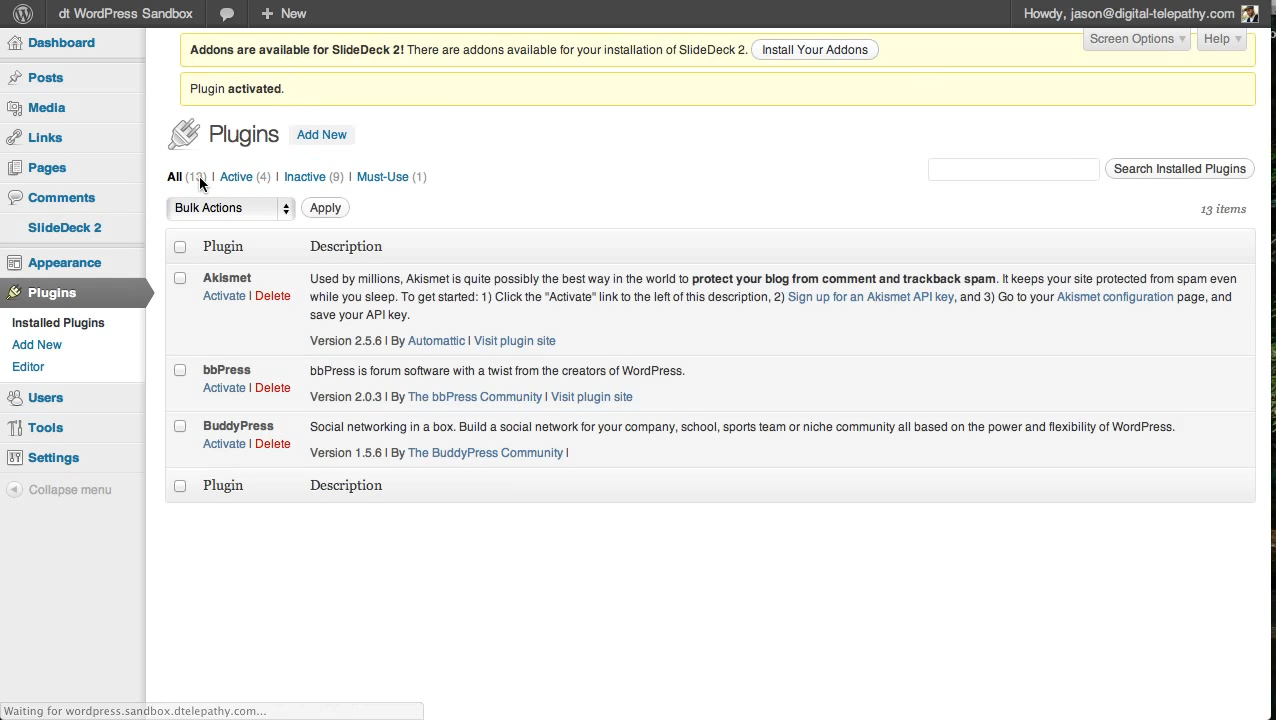 dt WordPress Sandbox New Howdy, jason@digital-telepathy.com
Screen Options Help
Addons are available for SlideDeck 2! There are addons available for your installation of SlideDeck 2. Install Your Addons
Plugin activated.
Dashboard
Posts
Media
Links
Pages
Comments
SlideDeck 2
Appearance
Plugins
Installed Plugins
Add New
Editor
Users
Tools
Settings
Collapse menu
Plugins Add New
All (13) | Active (4) | Inactive (9) | Must-Use (1)
Search Installed Plugins
Bulk Actions Apply
13 items
Plugin Description
Akismet
Activate | Delete
Used by millions, Akismet is quite possibly the best way in the world to protect your blog from comment and trackback spam. It keeps your site protected from spam even
while you sleep. To get started: 1) Click the "Activate" link to the left of this description, 2) Sign up for an Akismet API key, and 3) Go to your Akismet configuration page, and
save your API key.
Version 2.5.6 | By Automattic | Visit plugin site
bbPress
Activate | Delete
bbPress is forum software with a twist from the creators of WordPress.
Version 2.0.3 | By The bbPress Community | Visit plugin site
BuddyPress
Activate | Delete
Social networking in a box. Build a social network for your company, school, sports team or niche community all based on the power and flexibility of WordPress.
Version 1.5.6 | By The BuddyPress Community |
Plugin Description
Waiting for wordpress.sandbox.dtelepathy.com...